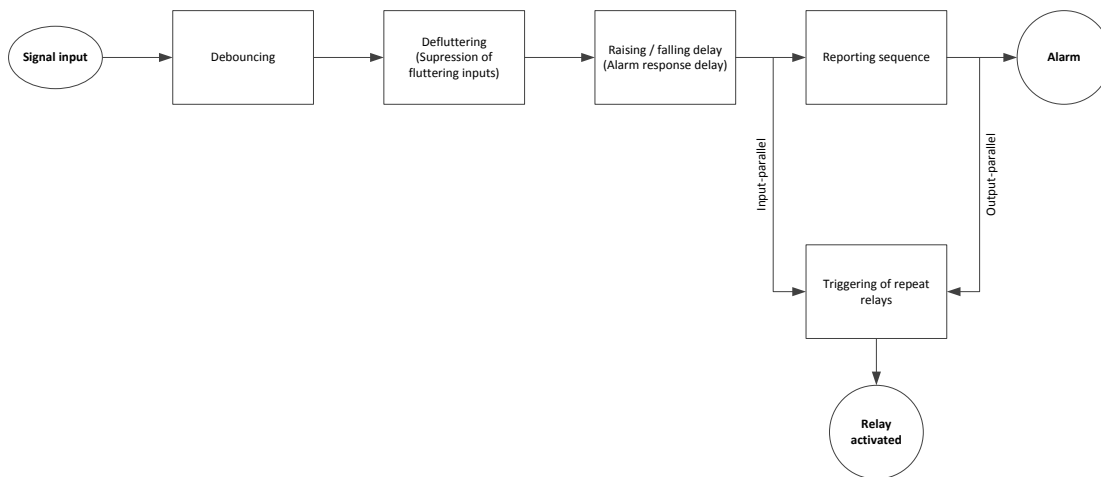 Signal input
Debouncing
Defluttering
(Supression of
fluttering inputs)
Raising / falling delay
(Alarm response delay)
Reporting sequence
Alarm
Input-parallel
Output-parallel
Triggering of repeat
relays
Relay
activated